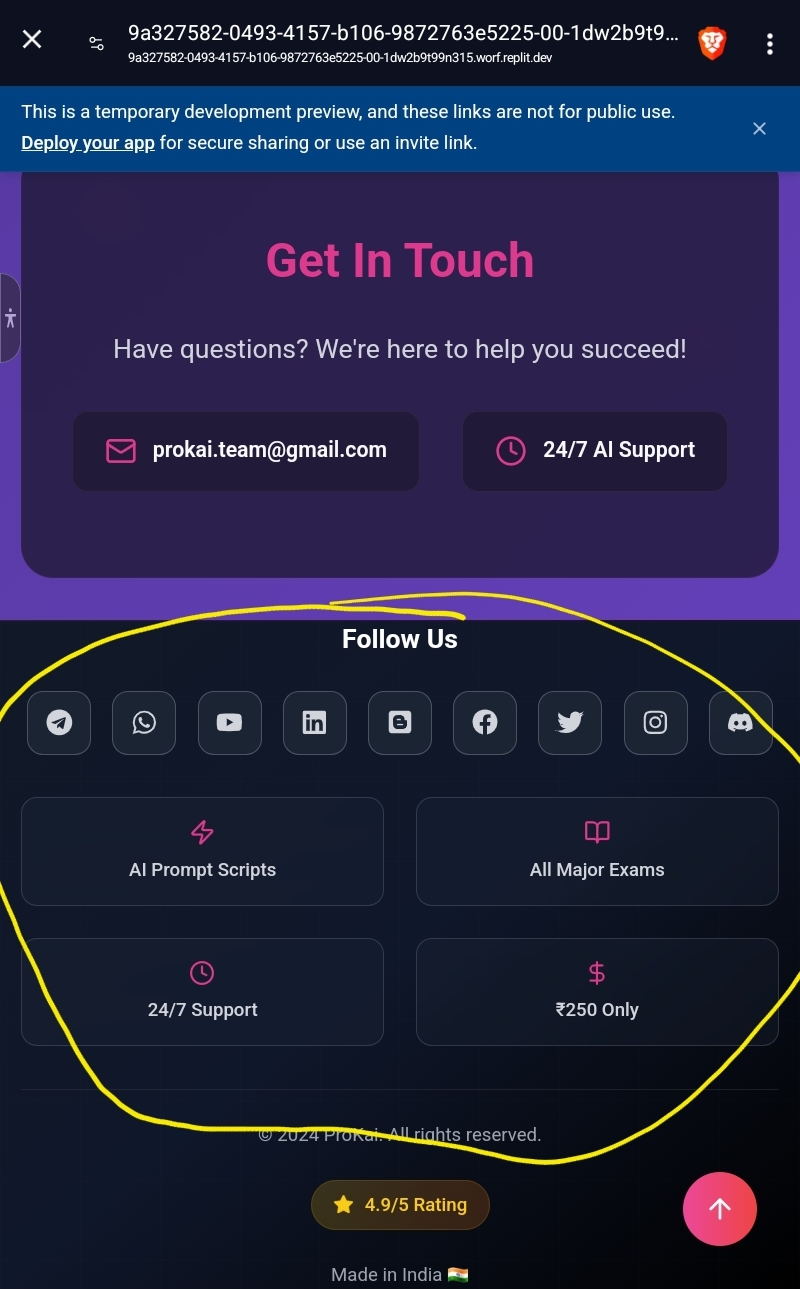 9a327582-0493-4157-b106-9872763e5225-00-1dw2b9t9...
9a327582-0493-4157-b106-9872763e5225-00-1dw2b9t99n315.worf.replit.dev
This is a temporary development preview, and these links are not for public use.
Deploy your app for secure sharing or use an invite link.
Get In Touch
Have questions? We're here to help you succeed!
prokai.team@gmail.com
24/7 AI Support
Follow Us
AI Prompt Scripts
All Major Exams
24/7 Support
₹250 Only
© 2024 ProKai. All rights reserved.
4.9/5 Rating
Made in India 🇮🇳